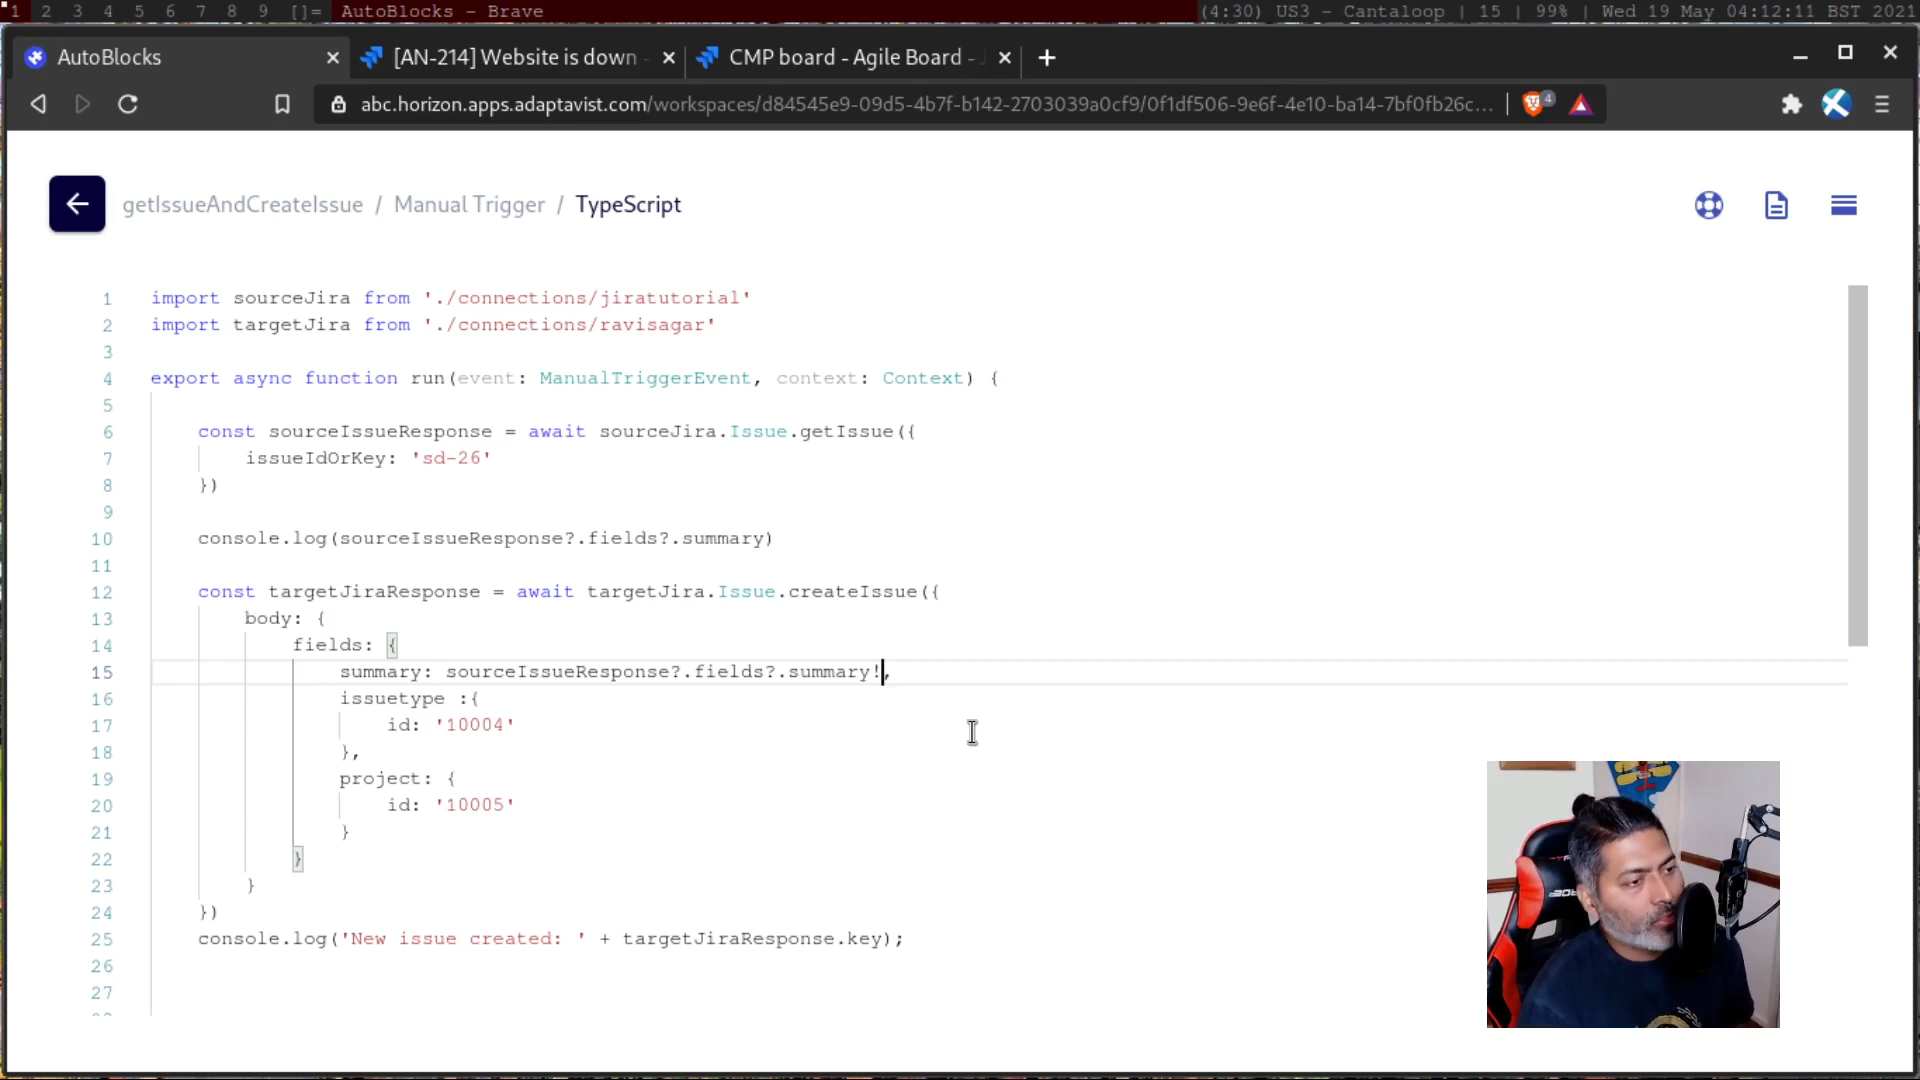 1 2 3 4 5 6 7 8 9 []= AutoBlocks - Brave (4:30) US3 - Cantaloop | 15 | 99% | Wed 19 May 04:12:11 BST 2021
AutoBlocks [AN-214] Website is down - CMP board - Agile Board -
abc.horizon.apps.adaptavist.com/workspaces/d84545e9-09d5-4b7f-b142-2703039a0cf9/0f1df506-9e6f-4e10-ba14-7bf0fb26c... 4
getIssueAndCreateIssue / Manual Trigger / TypeScript
1 import sourceJira from './connections/jiratutorial'
2 import targetJira from './connections/ravisagar'
3
4 export async function run(event: ManualTriggerEvent, context: Context) {
5
6 const sourceIssueResponse = await sourceJira.Issue.getIssue({
7 issueIdOrKey: 'sd-26'
8 })
9
10 console.log(sourceIssueResponse?.fields?.summary)
11
12 const targetJiraResponse = await targetJira.Issue.createIssue({
13 body: {
14 fields: {
15 summary: sourceIssueResponse?.fields?.summary!,
16 issuetype :{
17 id: '10004'
18 },
19 project: {
20 id: '10005'
21 }
22 }
23 }
24 })
25 console.log('New issue created: ' + targetJiraResponse.key);
26
27